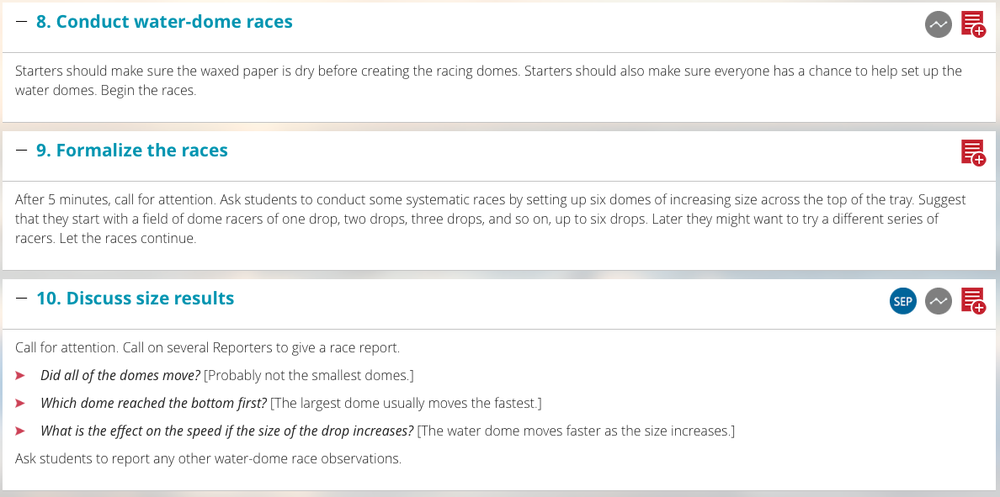 8. Conduct water-dome races
Starters should make sure the waxed paper is dry before creating the racing domes. Starters should also make sure everyone has a chance to help set up the
water domes. Begin the races.
9. Formalize the races
After 5 minutes, call for attention. Ask students to conduct some systematic races by setting up six domes of increasing size across the top of the tray. Suggest
that they start with a field of dome racers of one drop, two drops, three drops, and so on, up to six drops. Later they might want to try a different series of
racers. Let the races continue.
10. Discuss size results
SEP
Call for attention. Call on several Reporters to give a race report.
Did all of the domes move? [Probably not the smallest domes.]
Which dome reached the bottom first? [The largest dome usually moves the fastest.]
What is the effect on the speed if the size of the drop increases? [The water dome moves faster as the size increases.]
Ask students to report any other water-dome race observations.